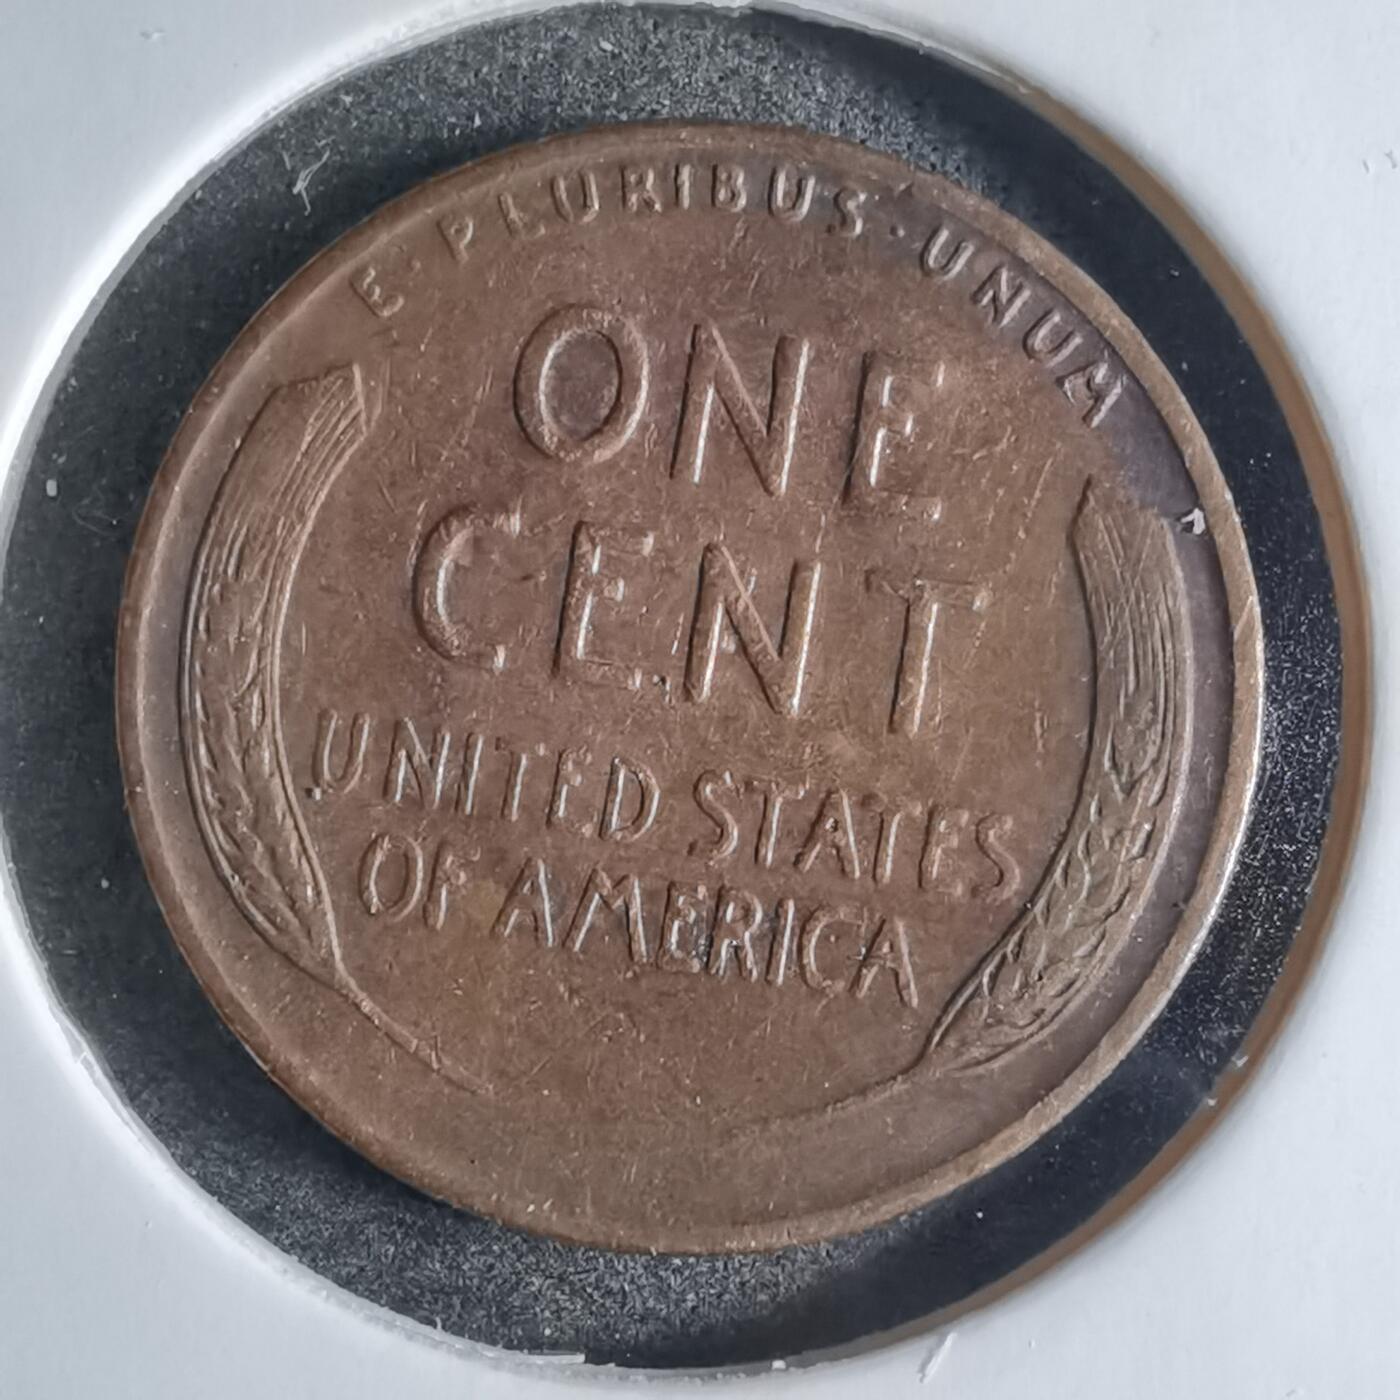 E·PLURIBUS·UNUM
ONE
CENT
UNITED STATES
OF AMERICA